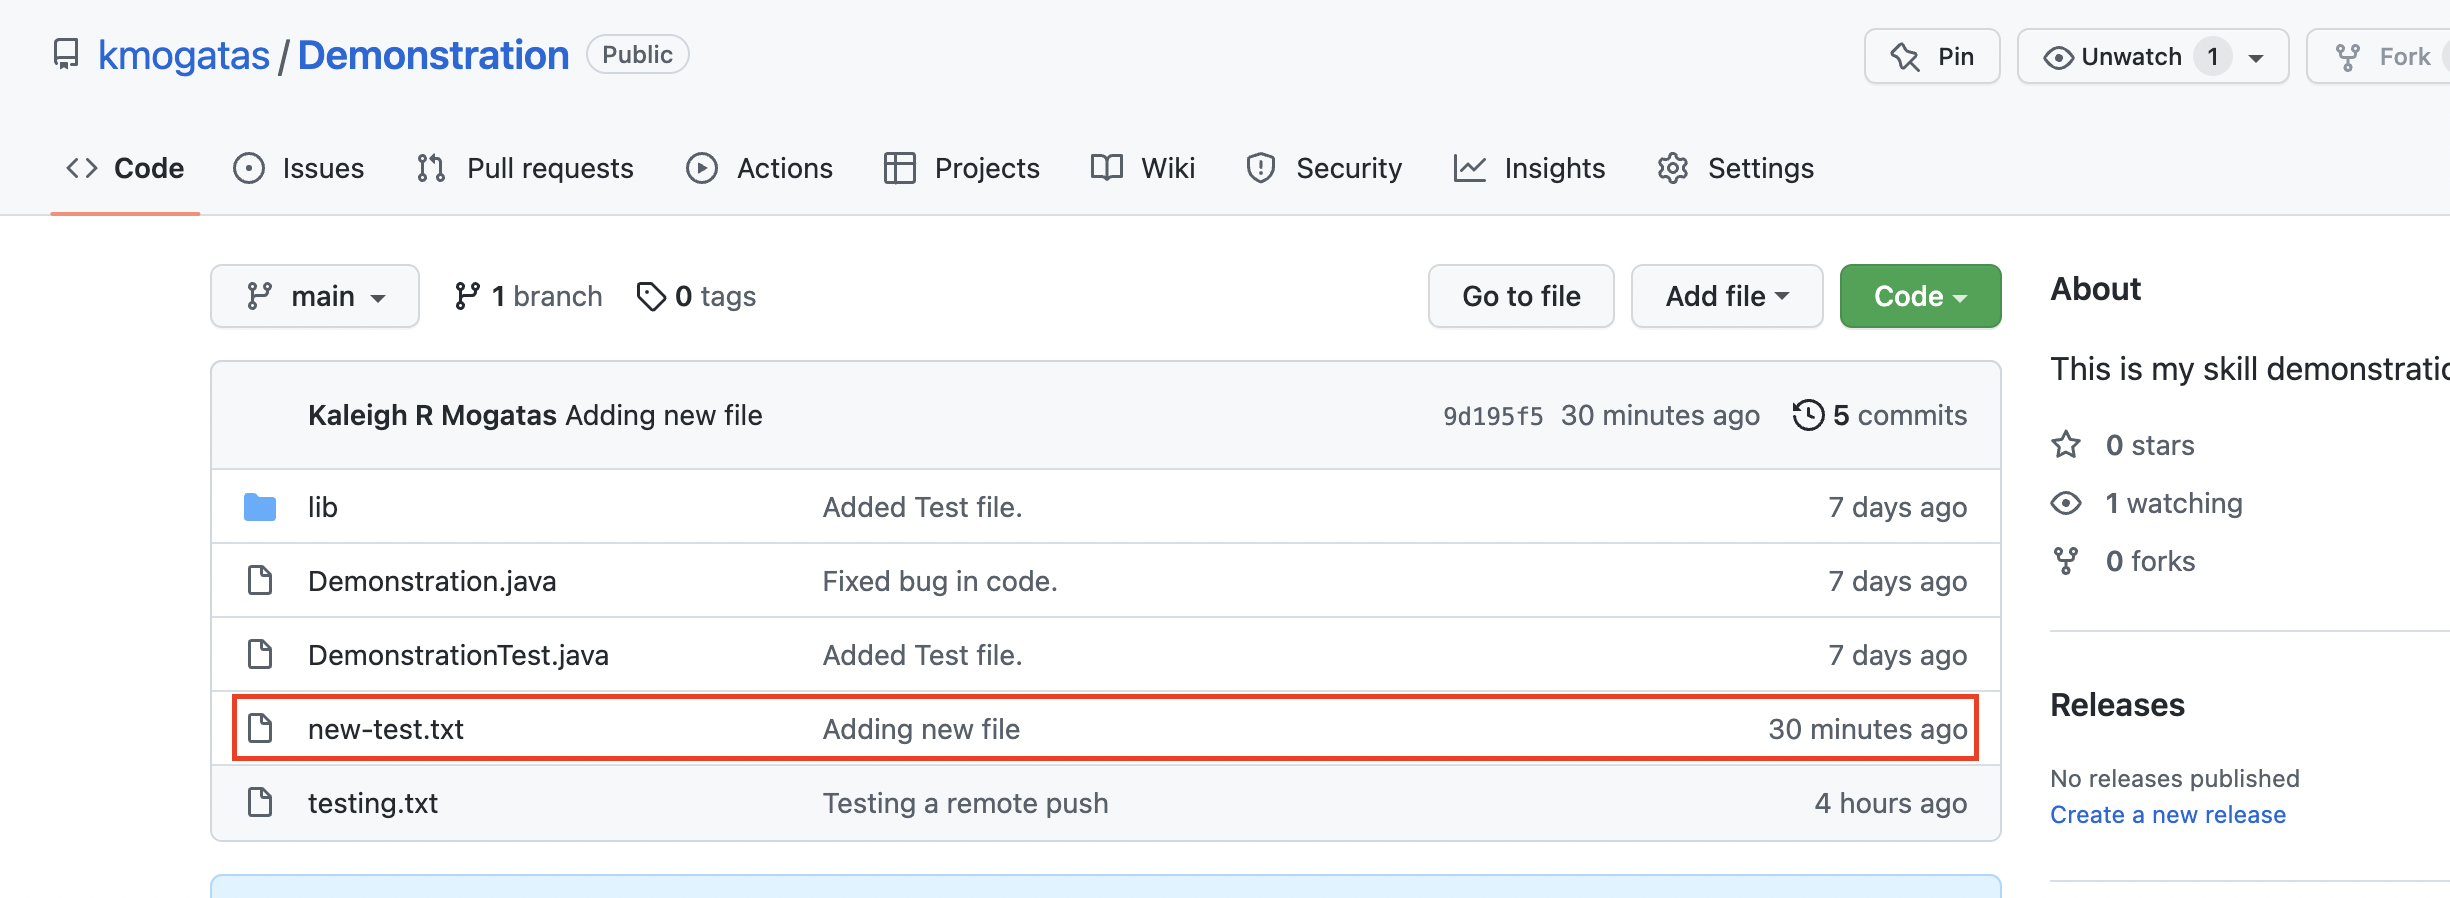 kmogatas / Demonstration Public Pin Unwatch 1 Fork
Code Issues Pull requests Actions Projects Wiki Security Insights Settings
main 1 branch 0 tags Go to file Add file Code
About
This is my skill demonstratio
Kaleigh R Mogatas Adding new file 9d195f5 30 minutes ago 5 commits
0 stars
1 watching
0 forks
lib Added Test file. 7 days ago
Demonstration.java Fixed bug in code. 7 days ago
DemonstrationTest.java Added Test file. 7 days ago
new-test.txt Adding new file 30 minutes ago
testing.txt Testing a remote push 4 hours ago
Releases
No releases published
Create a new release